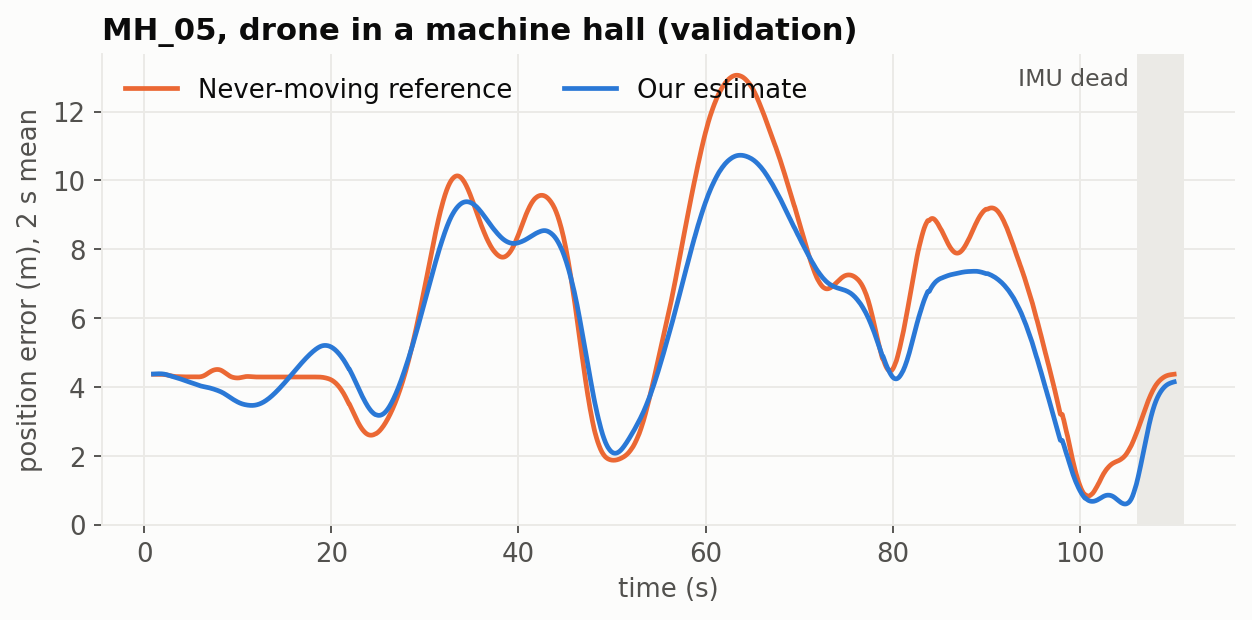 MH_05, drone in a machine hall (validation)
Never-moving reference
Our estimate
IMU dead
position error (m), 2 s mean
12
10
8
6
4
2
0
0
20
40
60
80
100
time (s)